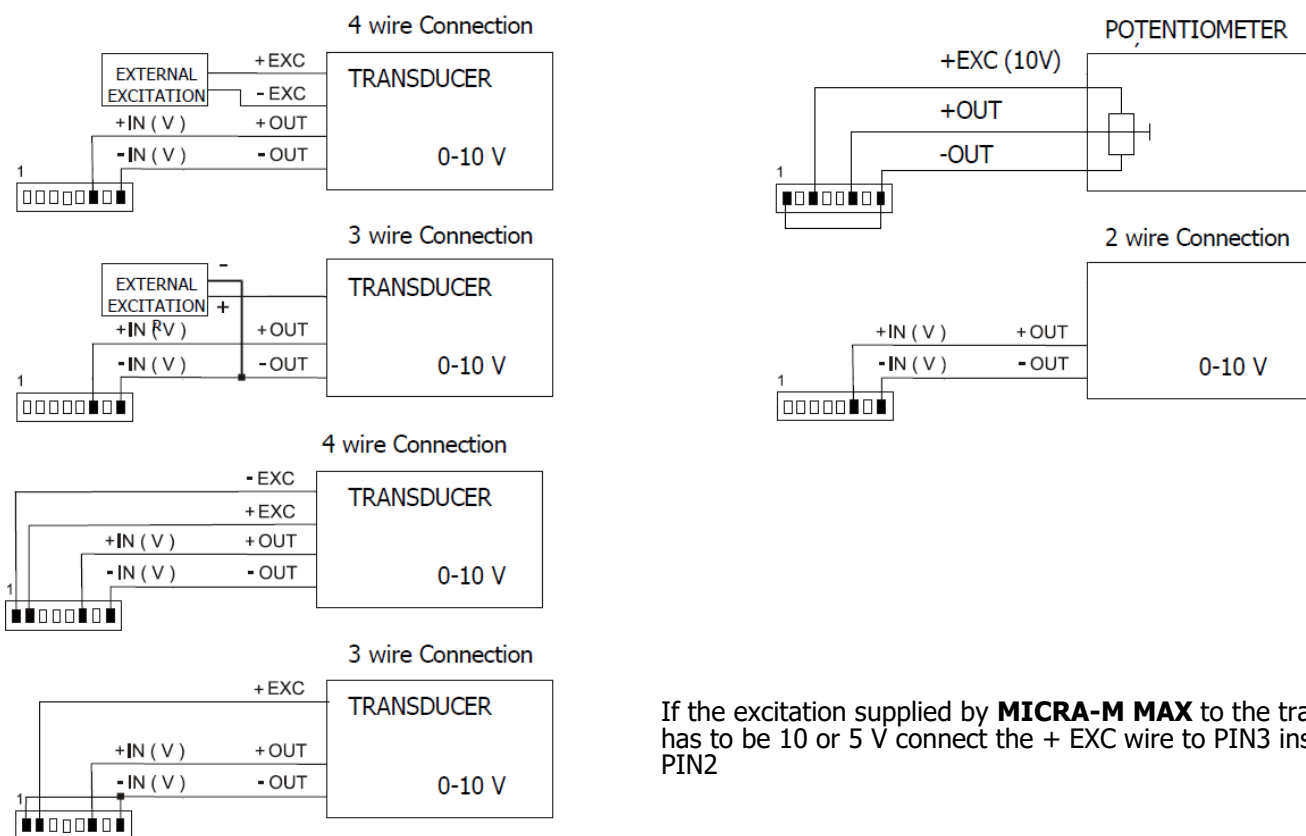 4 wire Connection
EXTERNAL
EXCITATION
+EXC
- EXC
TRANSDUCER
+IN ( V )
+OUT
-IN ( V )
- OUT
0-10 V
1
3 wire Connection
-
EXTERNAL
EXCITATION
+
TRANSDUCER
+IN ( V )
R
+OUT
-IN ( V )
-OUT
0-10 V
1
4 wire Connection
- EXC
TRANSDUCER
+EXC
+IN ( V )
+OUT
-IN ( V )
- OUT
0-10 V
1
3 wire Connection
+EXC
TRANSDUCER
+IN ( V )
+OUT
-IN ( V )
- OUT
0-10 V
1
POTENTIOMETER
+EXC (10V)
+OUT
-OUT
1
2 wire Connection
+IN ( V )
+OUT
-IN ( V )
- OUT
0-10 V
1
If the excitation supplied by MICRA-M MAX to the tra
has to be 10 or 5 V connect the + EXC wire to PIN3 ins
PIN2